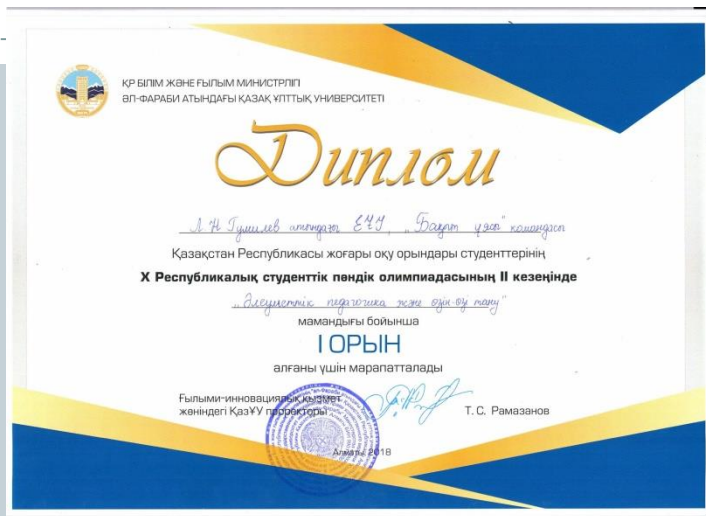 ҚР БІЛІМ ЖӘНЕ ҒЫЛЫМ МИНИСТРЛІГІ
ӘЛ-ФАРАБИ АТЫНДАҒЫ ҚАЗАҚ ҰЛТТЫҚ УНИВЕРСИТЕТІ
Диплом
Л. Н Гумилев атындағы ЕҰУ, „Бақыт ұясы" командасы
Қазақстан Республикасы жоғары оқу орындары студенттерінің
X Республикалық студенттік пәндік олимпиадасының II кезеңінде
„Әлеуметтік педагогика және өзін-өзі тану"
мамандығы бойынша
I ОРЫН
алғаны үшін марапатталады
Ғылыми-инновациялық қызмет
жөніндегі ҚазҰУ проректоры
Т. С. Рамазанов
Алматы 2018